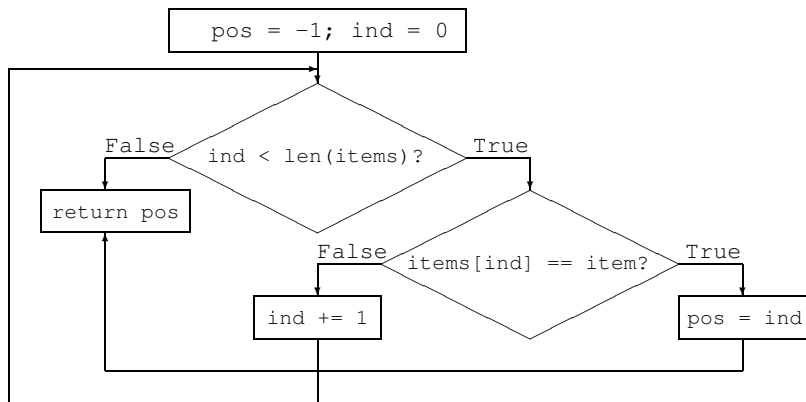 pos = -1; ind = 0
False
ind < len(items)?
True
return pos
False
items[ind] == item?
True
ind += 1
pos = ind